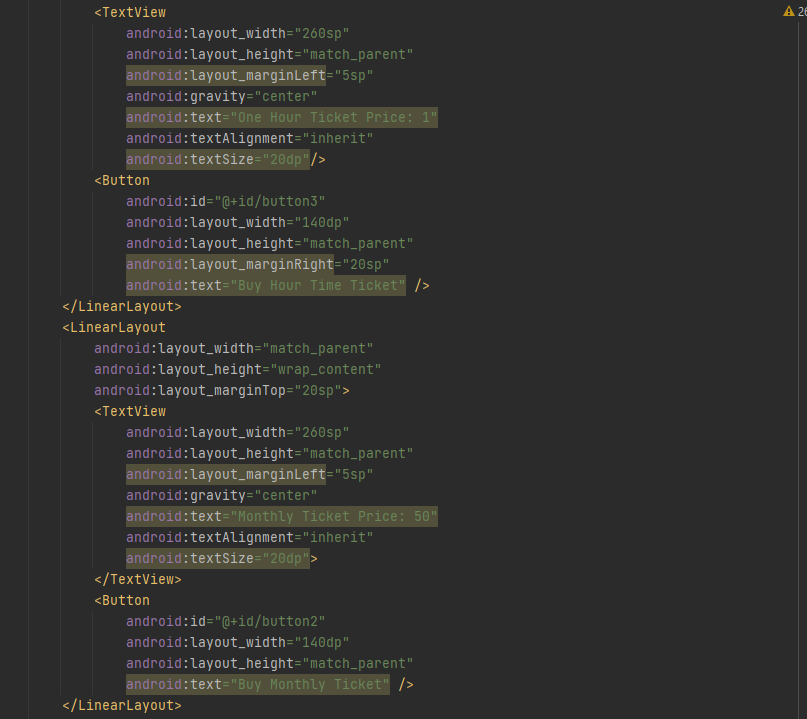 <TextView
26
android:layout_width="260sp"
android:layout_height="match_parent"
android:layout_marginLeft="5sp"
android:gravity="center"
android:text="One Hour Ticket Price: 1"
android:textAlignment="inherit"
android:textSize="20dp"/>
<Button
android:id="@+id/button3"
android:layout_width="140dp"
android:layout_height="match_parent"
android:layout_marginRight="20sp"
android:text="Buy Hour Time Ticket" />
</LinearLayout>
<LinearLayout
android:layout_width="match_parent"
android:layout_height="wrap_content"
android:layout_marginTop="20sp">
<TextView
android:layout_width="260sp"
android:layout_height="match_parent"
android:layout_marginLeft="5sp"
android:gravity="center"
android:text="Monthly Ticket Price: 50"
android:textAlignment="inherit"
android:textSize="20dp">
</TextView>
<Button
android:id="@+id/button2"
android:layout_width="140dp"
android:layout_height="match_parent"
android:text="Buy Monthly Ticket" />
</LinearLayout>